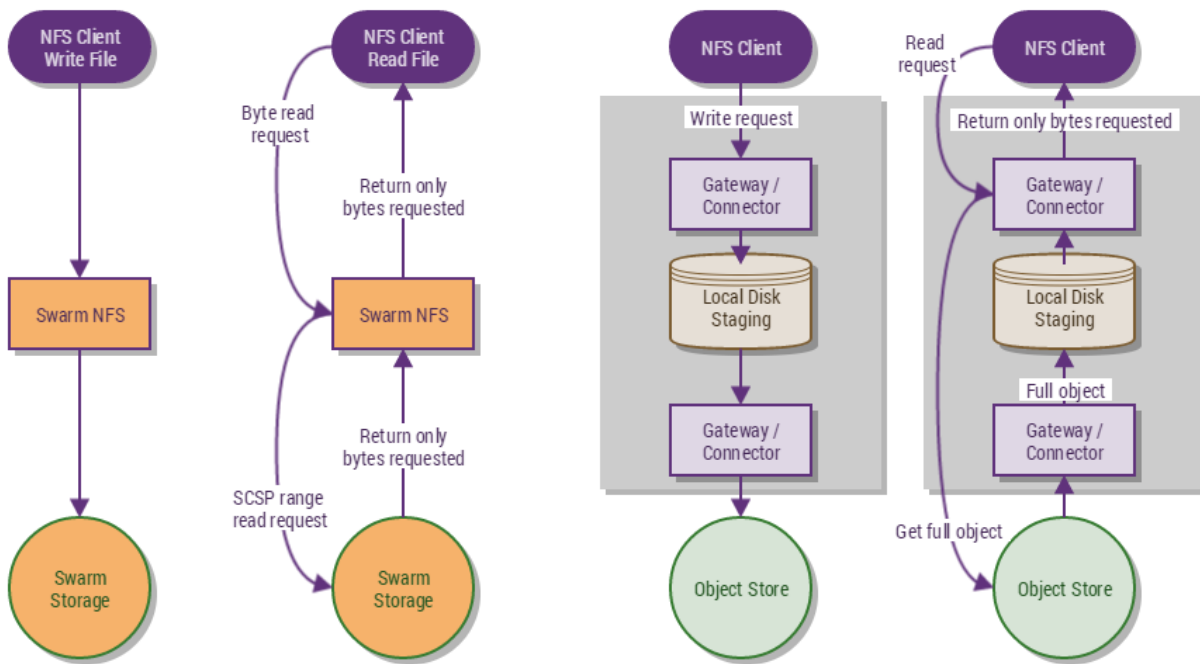 NFS Client
Write File
Swarm NFS
Swarm
Storage
NFS Client
Read File
Byte read
request
Return only
bytes requested
Swarm NFS
Return only
bytes requested
SCSP range
read request
Swarm
Storage
NFS Client
Write request
Gateway /
Connector
Local Disk
Staging
Gateway /
Connector
Object Store
Read
request
NFS Client
Return only bytes requested
Gateway /
Connector
Local Disk
Staging
Full object
Gateway /
Connector
Get full object
Object Store